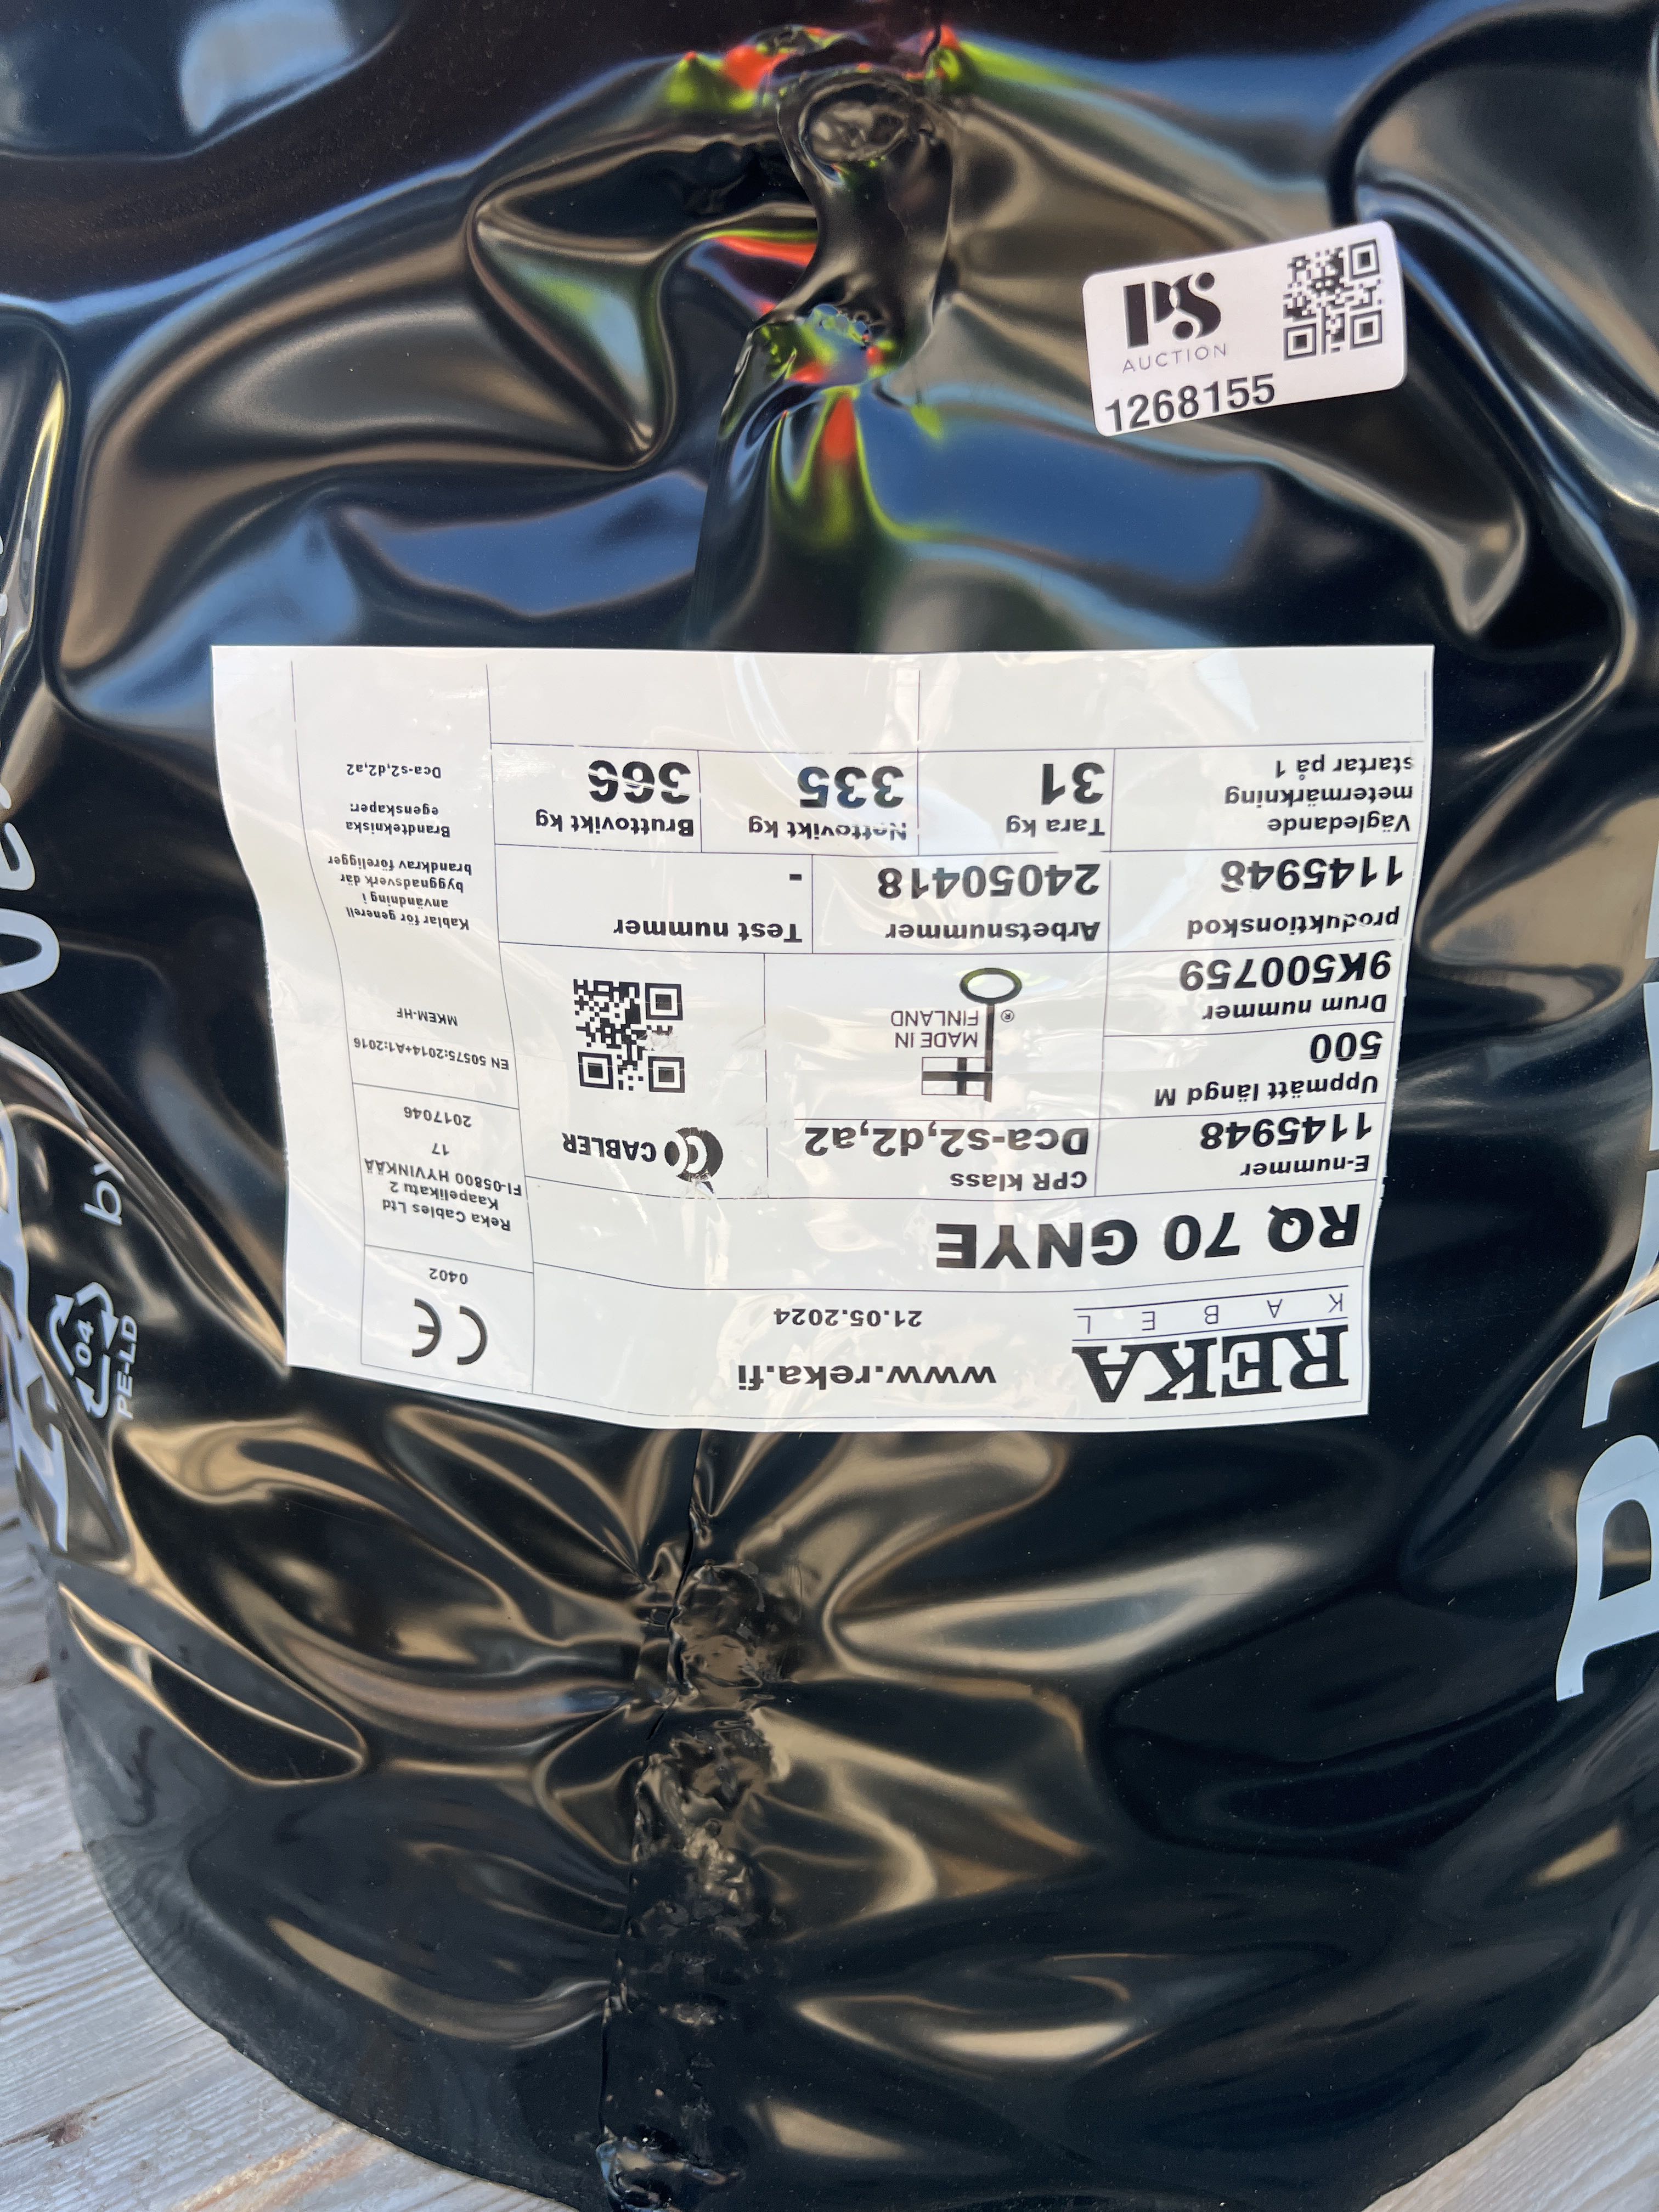 PS
AUCTION
1268155
REKA
KABEL
www.reka.fi
21.05.2024
RQ 70 GNYE
E-nummer
1145948
CPR klass
Dca-s2,d2,a2
CABLER
Uppmätt längd M
500
MADE IN
FINLAND
®
Drum nummer
9K500759
produktionskod
1145948
Arbetsnummer
24050418
Test nummer
-
Vägledande
metermärkning
startar på 1
Tara kg
31
Nettovikt kg
335
Bruttovikt kg
366
CE
0402
Reka Cables Ltd
Kaapelikatu 2
FI-05800 HYVINKÄÄ
17
2017046
EN 50575:2014+A1:2016
MKEM-HF
Kablar för generell
användning i
byggnadsverk där
brandkrav föreligger
Brandtekniska
egenskaper:
Dca-s2,d2,a2
by
04
PE-LD